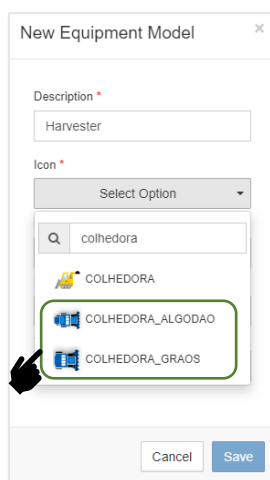 New Equipment Model ×
Description *
Harvester
Icon *
Select Option
colhedora
COLHEDORA
COLHEDORA_ALGODAO
COLHEDORA_GRAOS
Cancel Save